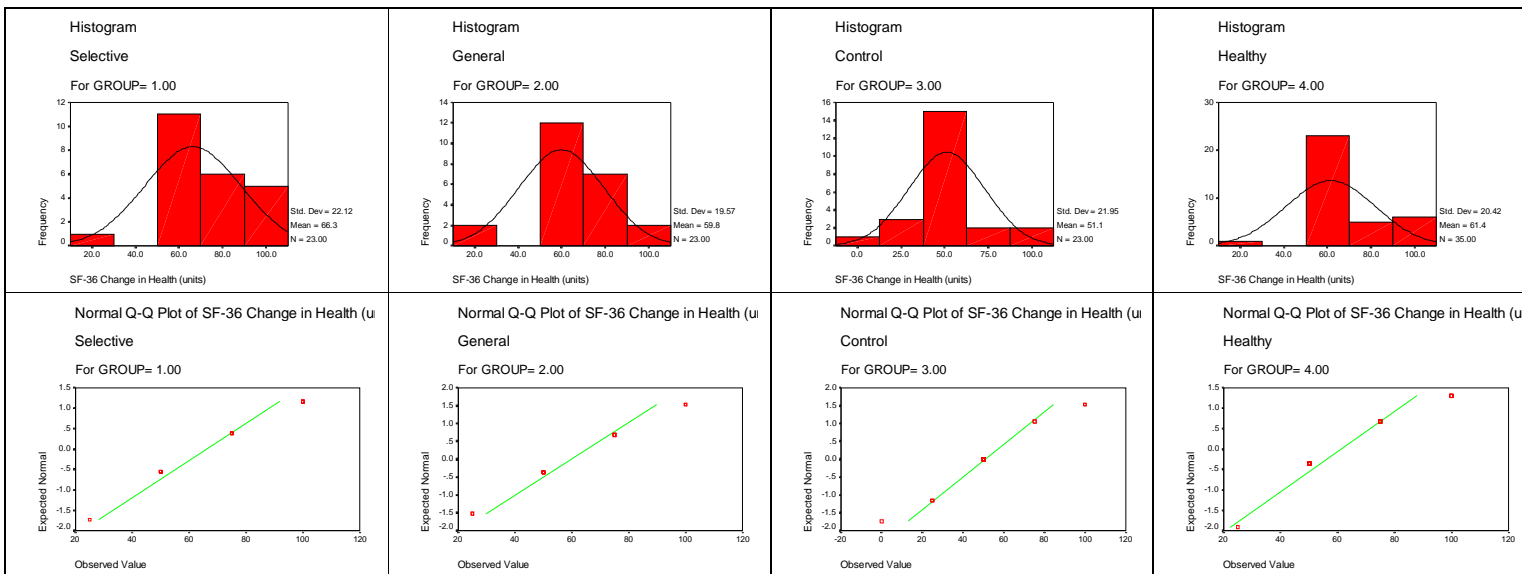 Histogram
Selective
For GROUP= 1.00
12
10
8
6
4
2
0
Frequency
20.0 40.0 60.0 80.0 100.0
Std. Dev = 22.12
Mean = 66.3
N = 23.00
SF-36 Change in Health (units)
Histogram
General
For GROUP= 2.00
14
12
10
8
6
4
2
0
Frequency
20.0 40.0 60.0 80.0 100.0
Std. Dev = 19.57
Mean = 59.8
N = 23.00
SF-36 Change in Health (units)
Histogram
Control
For GROUP= 3.00
16
14
12
10
8
6
4
2
0
Frequency
0.0 25.0 50.0 75.0 100.0
Std. Dev = 21.95
Mean = 51.1
N = 23.00
SF-36 Change in Health (units)
Histogram
Healthy
For GROUP= 4.00
30
20
10
0
Frequency
20.0 40.0 60.0 80.0 100.0
Std. Dev = 20.42
Mean = 61.4
N = 35.00
SF-36 Change in Health (units)
Normal Q-Q Plot of SF-36 Change in Health (u
Selective
For GROUP= 1.00
1.5
1.0
.5
0.0
-.5
-1.0
-1.5
-2.0
Expected Normal
20 40 60 80 100 120
Observed Value
Normal Q-Q Plot of SF-36 Change in Health (u
General
For GROUP= 2.00
2.0
1.5
1.0
.5
0.0
-.5
-1.0
-1.5
-2.0
Expected Normal
20 40 60 80 100 120
Observed Value
Normal Q-Q Plot of SF-36 Change in Health (u
Control
For GROUP= 3.00
2.0
1.5
1.0
.5
0.0
-.5
-1.0
-1.5
-2.0
Expected Normal
-20 0 20 40 60 80 100 120
Observed Value
Normal Q-Q Plot of SF-36 Change in Health (u
Healthy
For GROUP= 4.00
1.5
1.0
.5
0.0
-.5
-1.0
-1.5
-2.0
Expected Normal
20 40 60 80 100 120
Observed Value